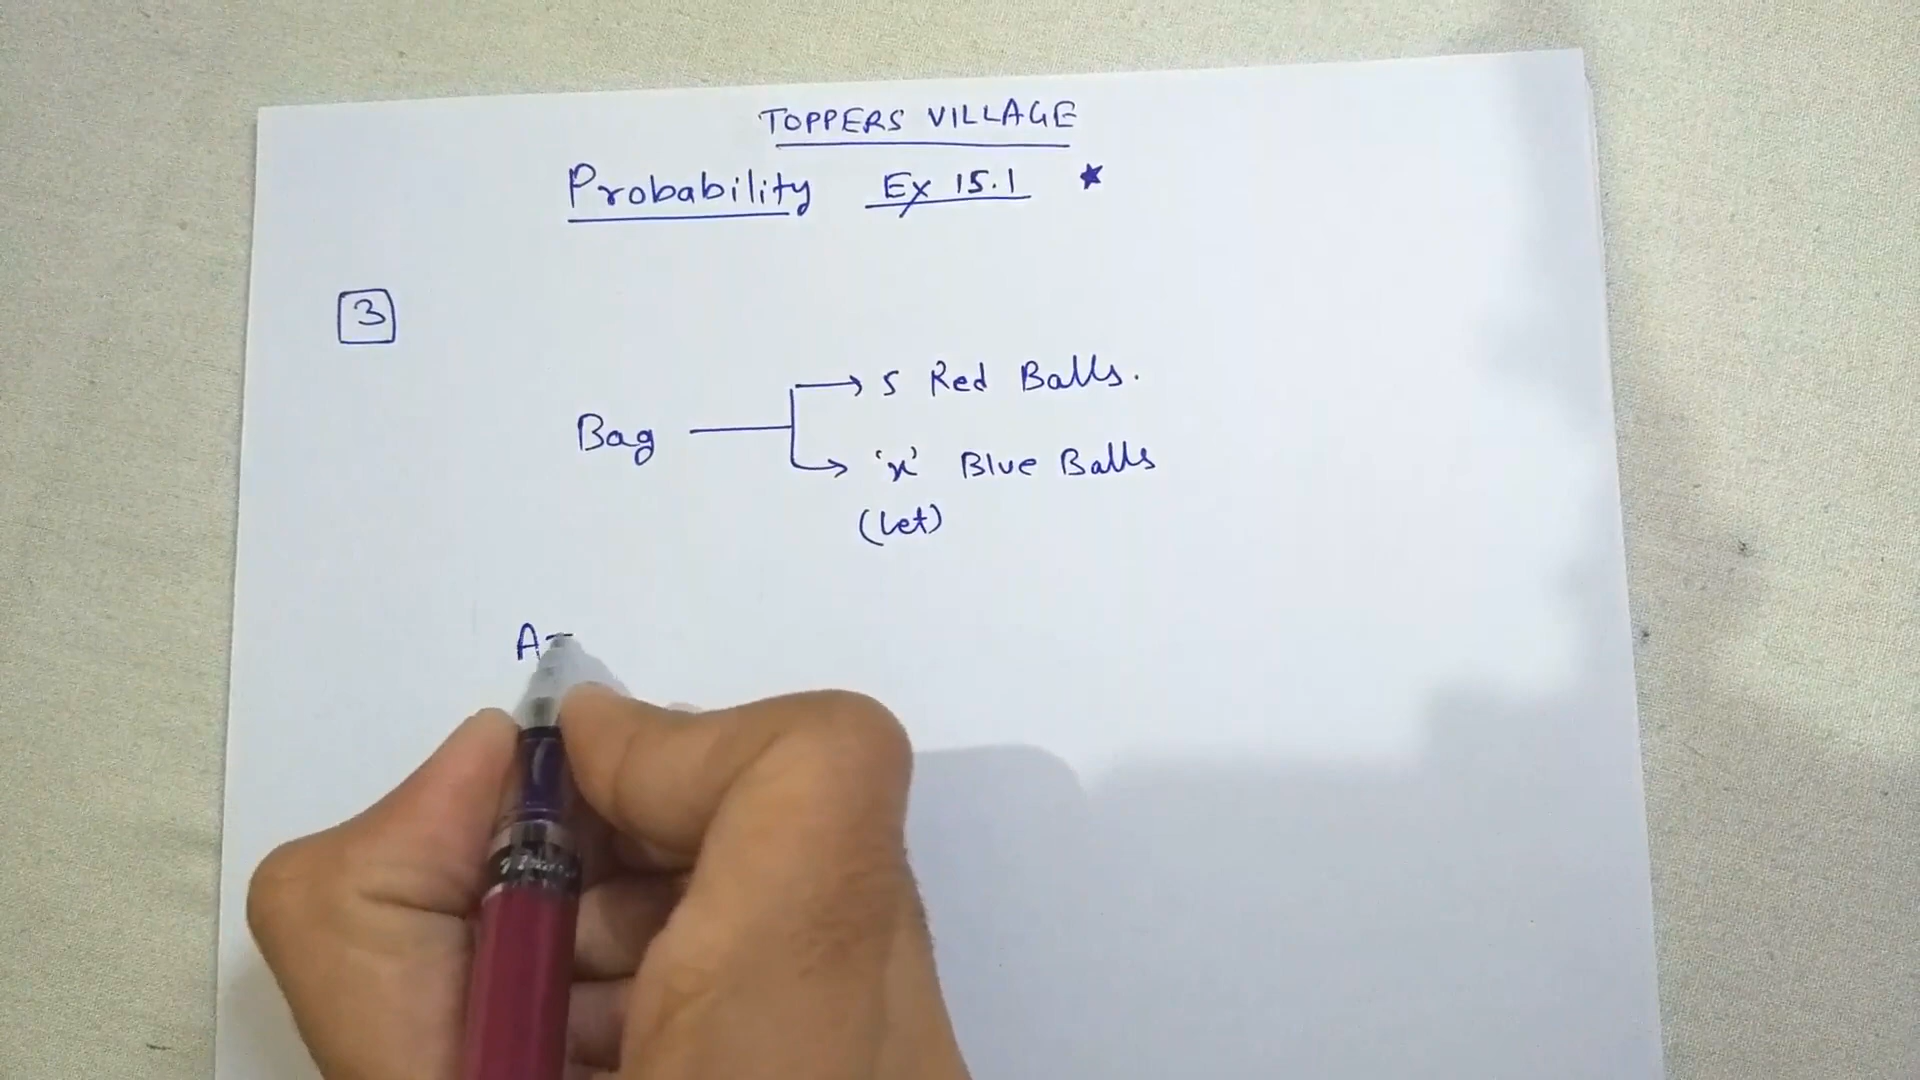 TOPPERS VILLAGE
Probability Ex 15.1 ★
3
Bag → 5 Red Balls.
→ 'x' Blue Balls
(let)
A